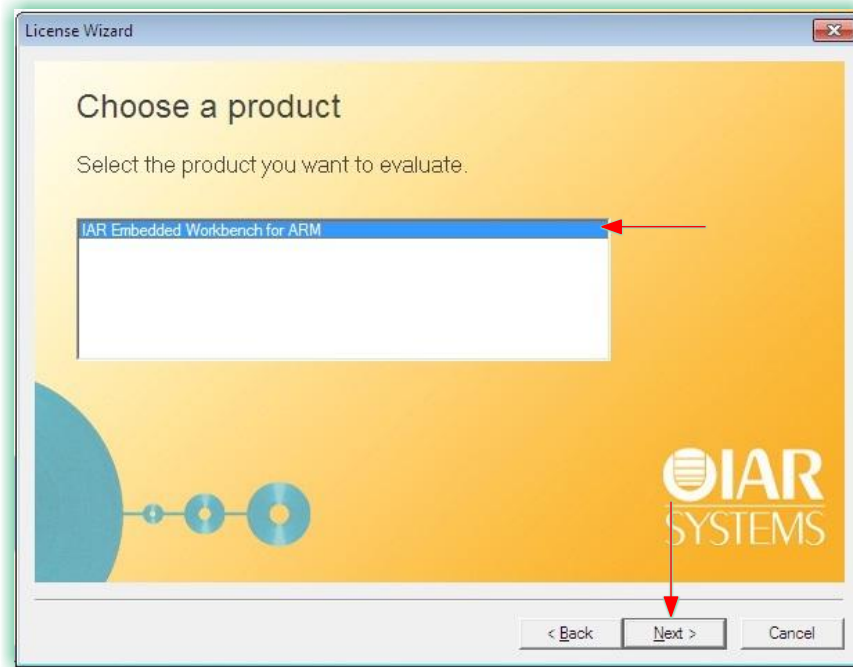 License Wizard
Choose a product
Select the product you want to evaluate.
IAR Embedded Workbench for ARM
IAR
SYSTEMS
< Back
Next >
Cancel